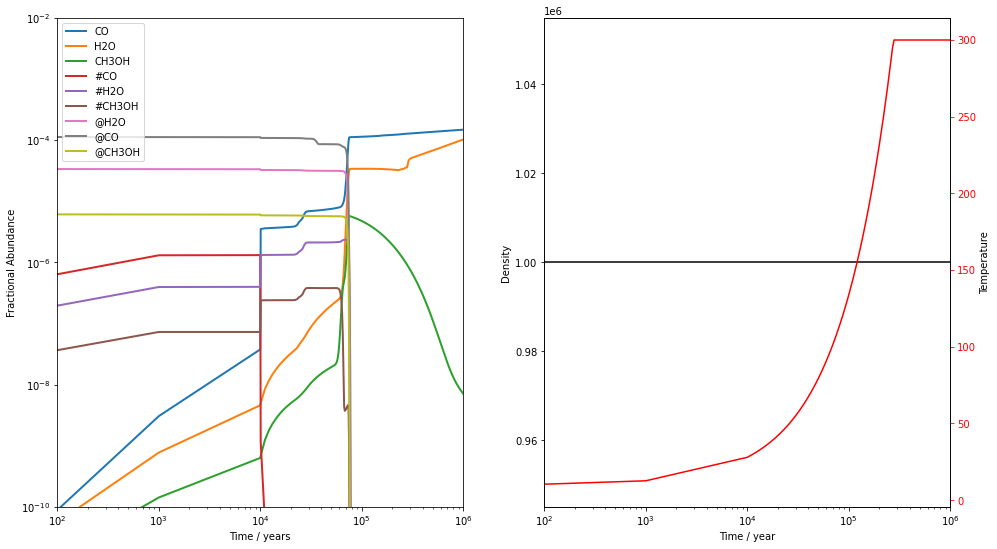 10^-2
10^-4
10^-6
10^-8
10^-10
Fractional Abundance
CO
H2O
CH3OH
#CO
#H2O
#CH3OH
@H2O
@CO
@CH3OH
10^2
10^3
10^4
10^5
10^6
Time / years
1e6
1.04
1.02
1.00
0.98
0.96
Density
300
250
200
150
100
50
0
Temperature
10^2
10^3
10^4
10^5
10^6
Time / year